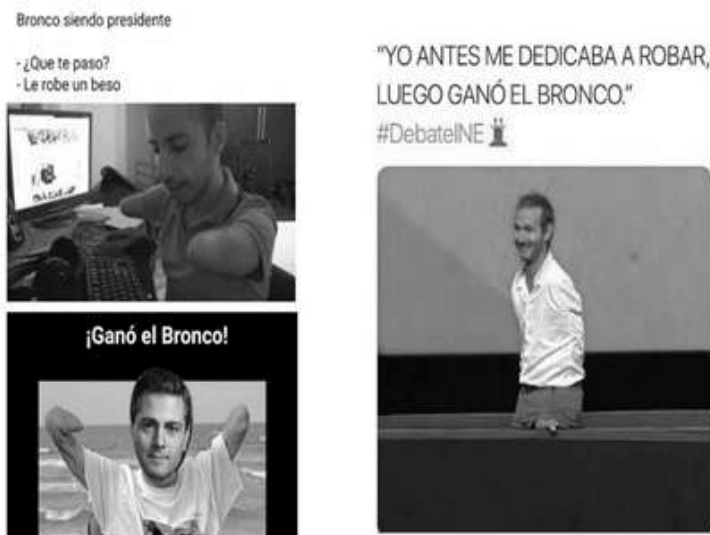 Bronco siendo presidente
- ¿Que te paso?
- Le robe un beso
¡Ganó el Bronco!
"YO ANTES ME DEDICABA A ROBAR,
LUEGO GANÓ EL BRONCO."
#DebateINE